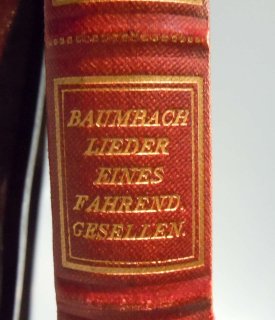 BAUMBACH
LIEDER
EINES
FAHREND.
GESELLEN.